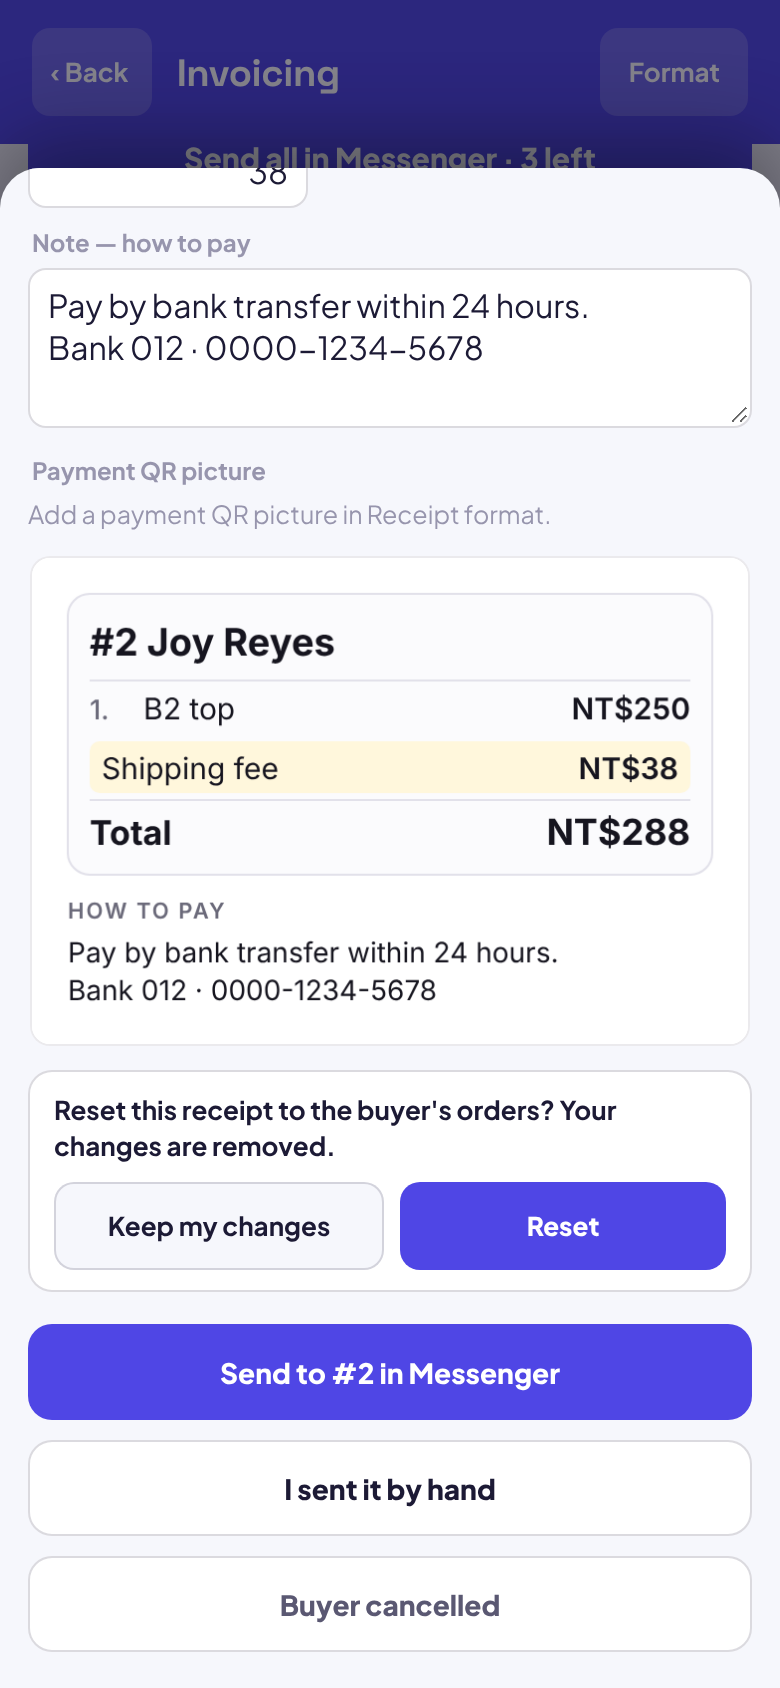 ‹ Back
Invoicing
Format
Send all in Messenger · 3 left
38
Note — how to pay
Pay by bank transfer within 24 hours.
Bank 012 · 0000-1234-5678
Payment QR picture
Add a payment QR picture in Receipt format.
#2 Joy Reyes
1. B2 top NT$250
Shipping fee NT$38
Total NT$288
HOW TO PAY
Pay by bank transfer within 24 hours.
Bank 012 · 0000-1234-5678
Reset this receipt to the buyer's orders? Your
changes are removed.
Keep my changes
Reset
Send to #2 in Messenger
I sent it by hand
Buyer cancelled